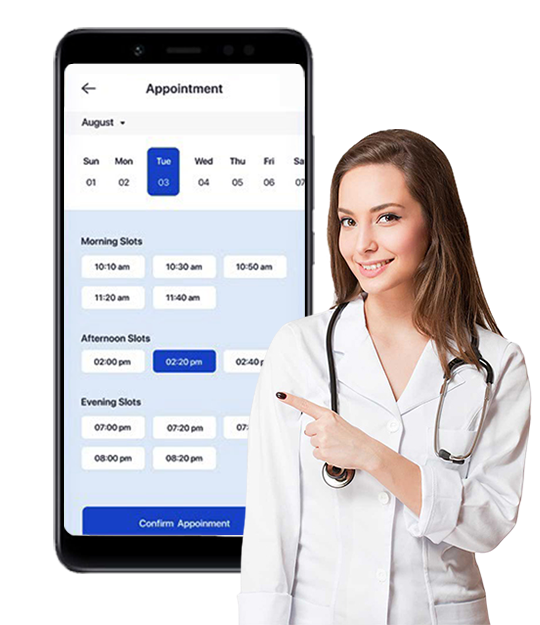 Appointment
August
Sun Mon Tue Wed Thu Fri Sa
01 02 03 04 05 06 07
Morning Slots
10:10 am 10:30 am 10:50 am
11:20 am 11:40 am
Afternoon Slots
02:00 pm 02:20 pm 02:40 p
Evening Slots
07:00 pm 07:20 pm 07:
08:00 pm 08:20 pm
Confirm Appoinment